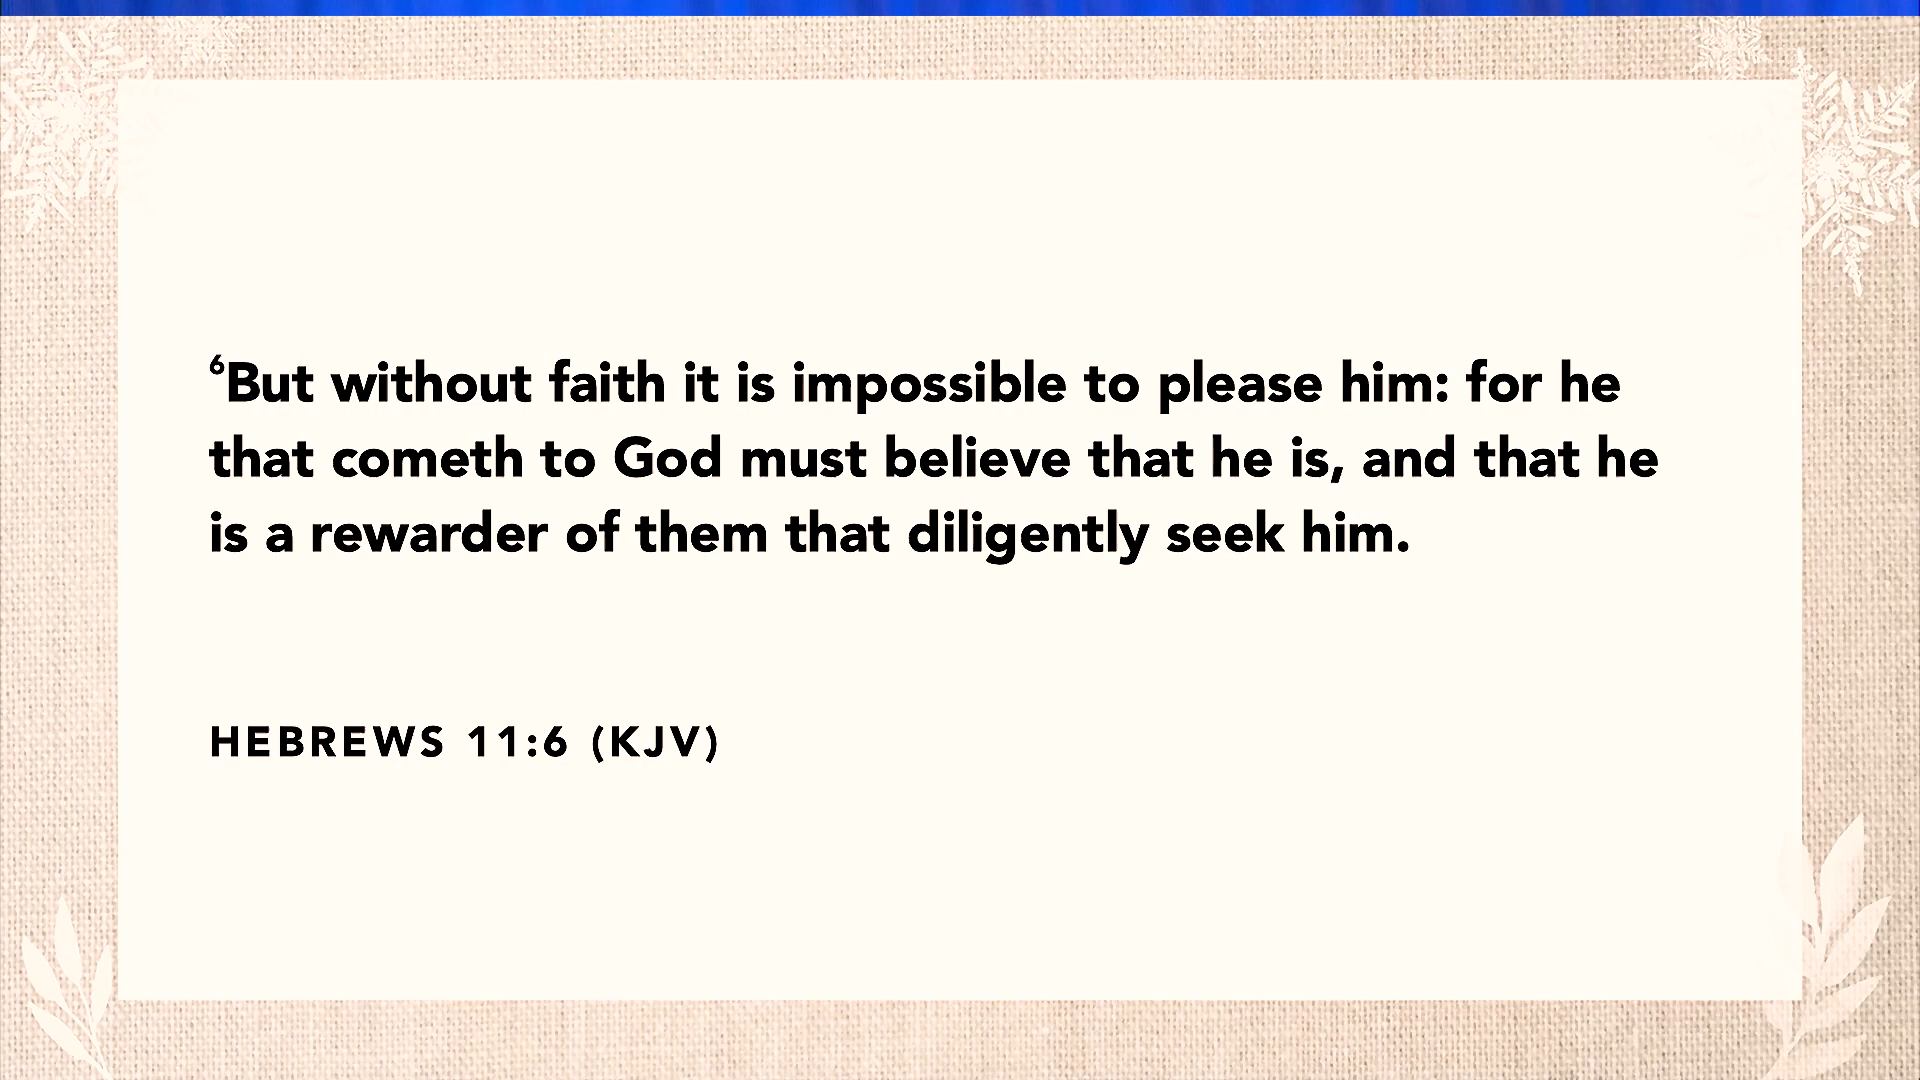 ⁶But without faith it is impossible to please him: for he
that cometh to God must believe that he is, and that he
is a rewarder of them that diligently seek him.
HEBREWS 11:6 (KJV)